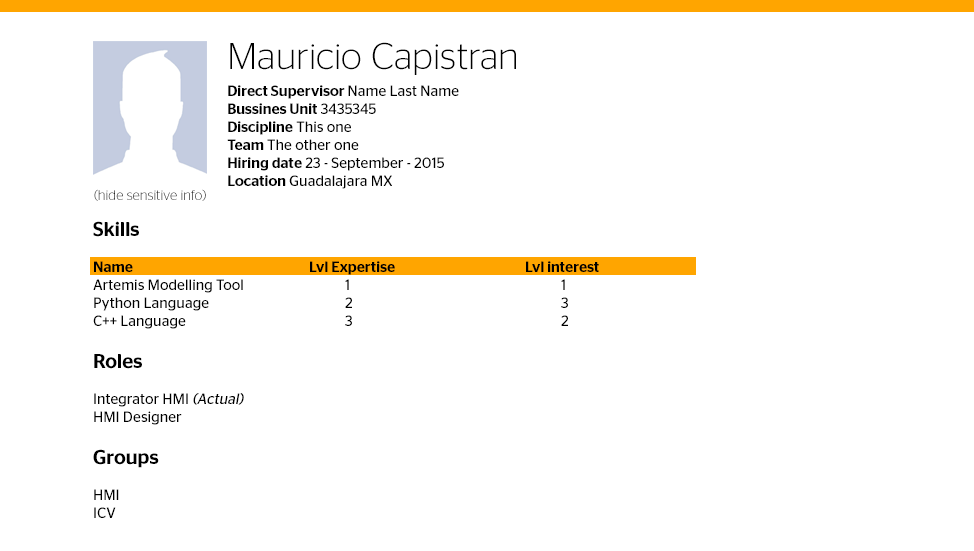 Mauricio Capistran
Direct Supervisor Name Last Name
Bussines Unit 3435345
Discipline This one
Team The other one
Hiring date 23 - September - 2015
Location Guadalajara MX
(hide sensitive info)
Skills
Name Lvl Expertise Lvl interest
Artemis Modelling Tool 1 1
Python Language 2 3
C++ Language 3 2
Roles
Integrator HMI (Actual)
HMI Designer
Groups
HMI
ICV